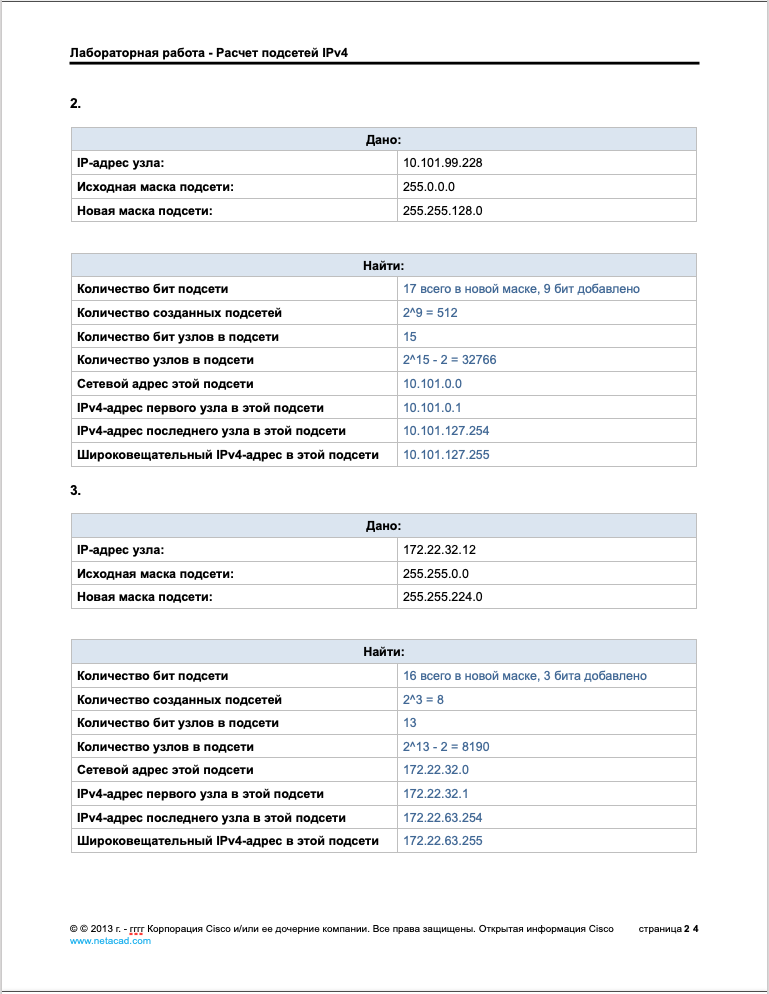 Лабораторная работа - Расчет подсетей IPv4
2.
Дано:
IP-адрес узла: 10.101.99.228
Исходная маска подсети: 255.0.0.0
Новая маска подсети: 255.255.128.0
Найти:
Количество бит подсети 17 всего в новой маске, 9 бит добавлено
Количество созданных подсетей 2^9 = 512
Количество бит узлов в подсети 15
Количество узлов в подсети 2^15 - 2 = 32766
Сетевой адрес этой подсети 10.101.0.0
IPv4-адрес первого узла в этой подсети 10.101.0.1
IPv4-адрес последнего узла в этой подсети 10.101.127.254
Широковещательный IPv4-адрес в этой подсети 10.101.127.255
3.
Дано:
IP-адрес узла: 172.22.32.12
Исходная маска подсети: 255.255.0.0
Новая маска подсети: 255.255.224.0
Найти:
Количество бит подсети 16 всего в новой маске, 3 бита добавлено
Количество созданных подсетей 2^3 = 8
Количество бит узлов в подсети 13
Количество узлов в подсети 2^13 - 2 = 8190
Сетевой адрес этой подсети 172.22.32.0
IPv4-адрес первого узла в этой подсети 172.22.32.1
IPv4-адрес последнего узла в этой подсети 172.22.63.254
Широковещательный IPv4-адрес в этой подсети 172.22.63.255
© © 2013 г. - гггг Корпорация Cisco и/или ее дочерние компании. Все права защищены. Открытая информация Cisco страница 2 4
www.netacad.com